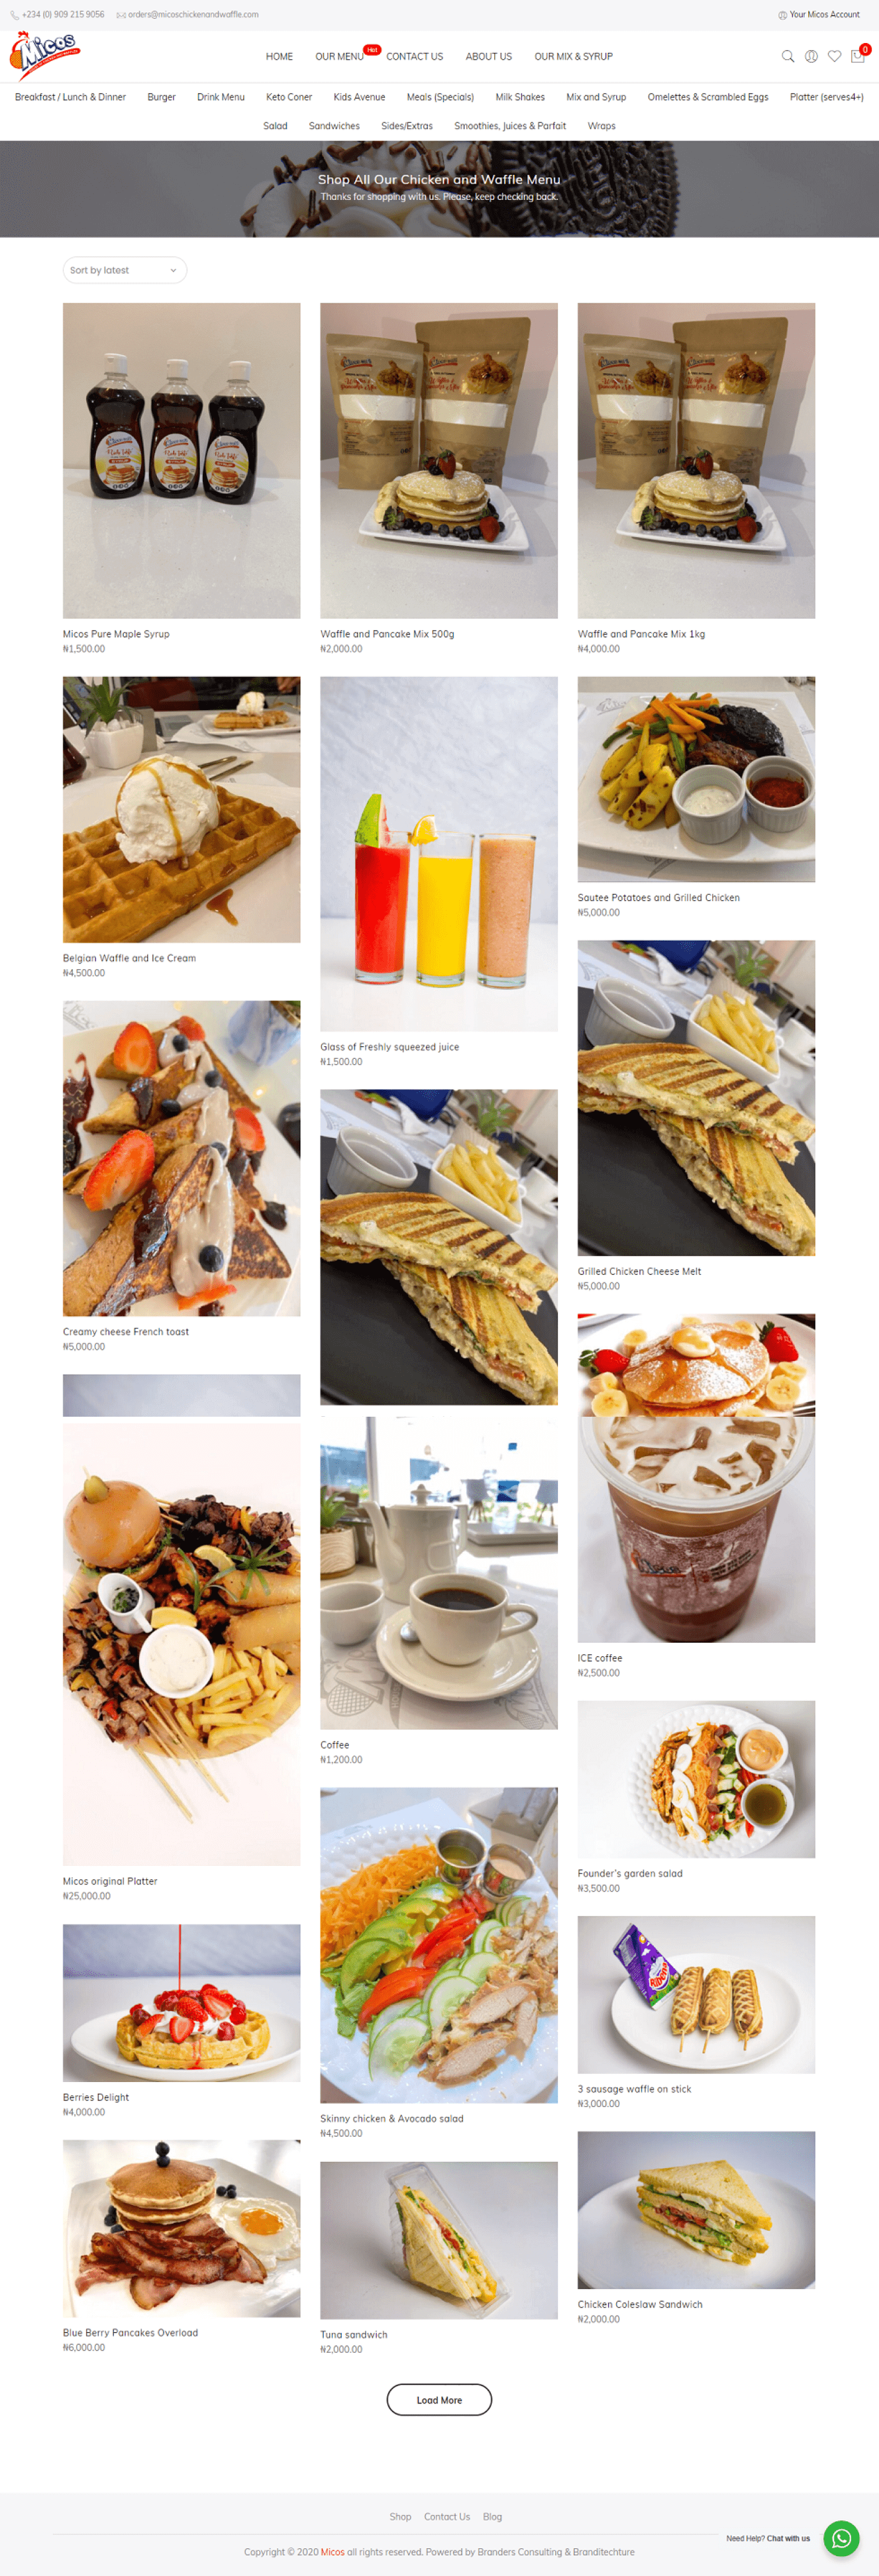 +234 (0) 909 215 9056 orders@micoschickenandwaffle.com Your Micos Account
Micos
HOME OUR MENU Hot CONTACT US ABOUT US OUR MIX & SYRUP 0
Breakfast / Lunch & Dinner Burger Drink Menu Keto Coner Kids Avenue Meals (Specials) Milk Shakes Mix and Syrup Omelettes & Scrambled Eggs Platter (serves4+)
Salad Sandwiches Sides/Extras Smoothies, Juices & Parfait Wraps
Shop All Our Chicken and Waffle Menu
Thanks for shopping with us. Please, keep checking back.
Sort by latest
Micos Pure Maple Syrup
₦1,500.00
Waffle and Pancake Mix 500g
₦2,000.00
Waffle and Pancake Mix 1kg
₦4,000.00
Belgian Waffle and Ice Cream
₦4,500.00
Glass of Freshly squeezed juice
₦1,500.00
Sautee Potatoes and Grilled Chicken
₦5,000.00
Creamy cheese French toast
₦5,000.00
Grilled Chicken Cheese Melt
₦5,000.00
Micos original Platter
₦25,000.00
Coffee
₦1,200.00
ICE coffee
₦2,500.00
Founder's garden salad
₦3,500.00
Berries Delight
₦4,000.00
Skinny chicken & Avocado salad
₦4,500.00
Ribena
3 sausage waffle on stick
₦3,000.00
Blue Berry Pancakes Overload
₦6,000.00
Tuna sandwich
₦2,000.00
Chicken Coleslaw Sandwich
₦2,000.00
Load More
Shop Contact Us Blog
Need Help? Chat with us
Copyright © 2020 Micos all rights reserved. Powered by Branders Consulting & Branditechture